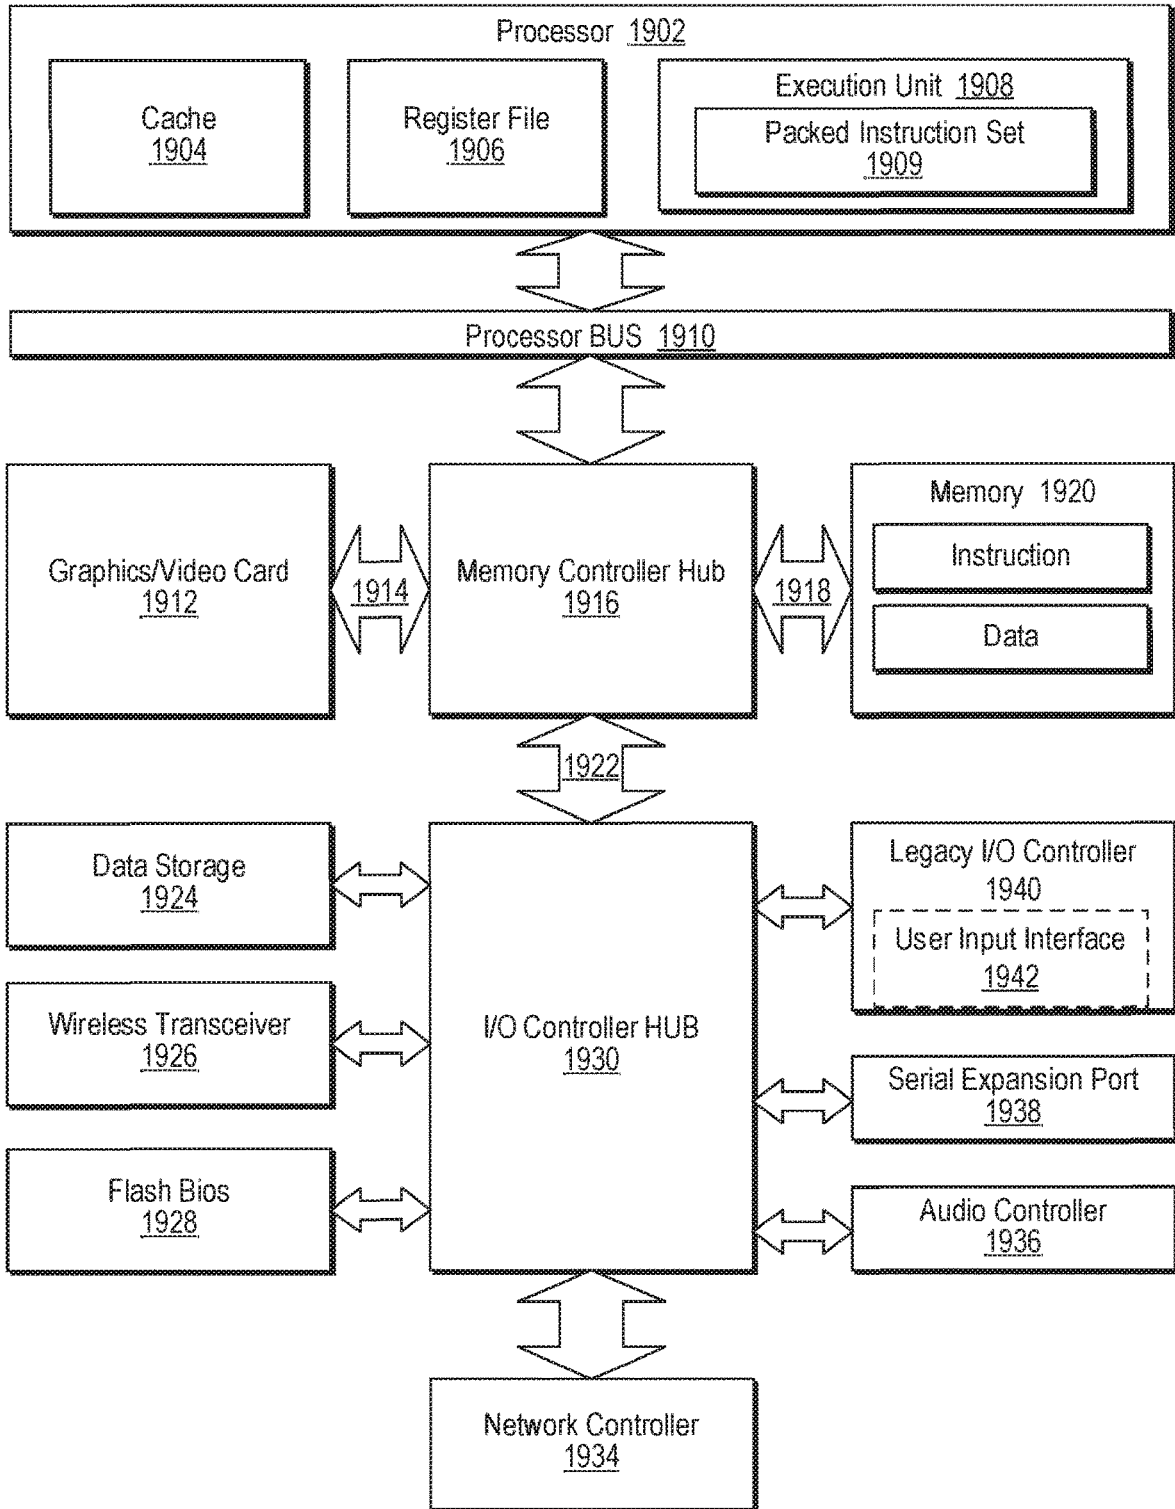 Processor 1902
Cache
1904
Register File
1906
Execution Unit 1908
Packed Instruction Set
1909
Processor BUS 1910
Graphics/Video Card
1912
1914
Memory Controller Hub
1916
1918
Memory 1920
Instruction
Data
1922
Data Storage
1924
Wireless Transceiver
1926
Flash Bios
1928
I/O Controller HUB
1930
Legacy I/O Controller
1940
User Input Interface
1942
Serial Expansion Port
1938
Audio Controller
1936
Network Controller
1934